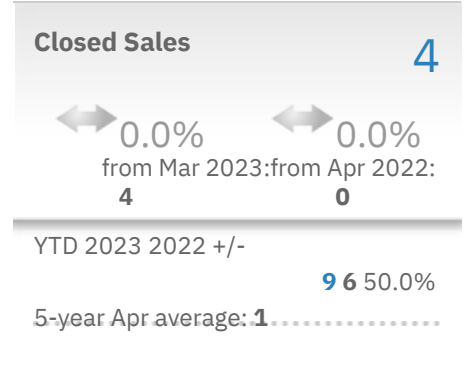 Closed Sales
4
0.0% 0.0%
from Mar 2023:from Apr 2022:
4 0
YTD 2023 2022 +/-
9 6 50.0%
5-year Apr average: 1